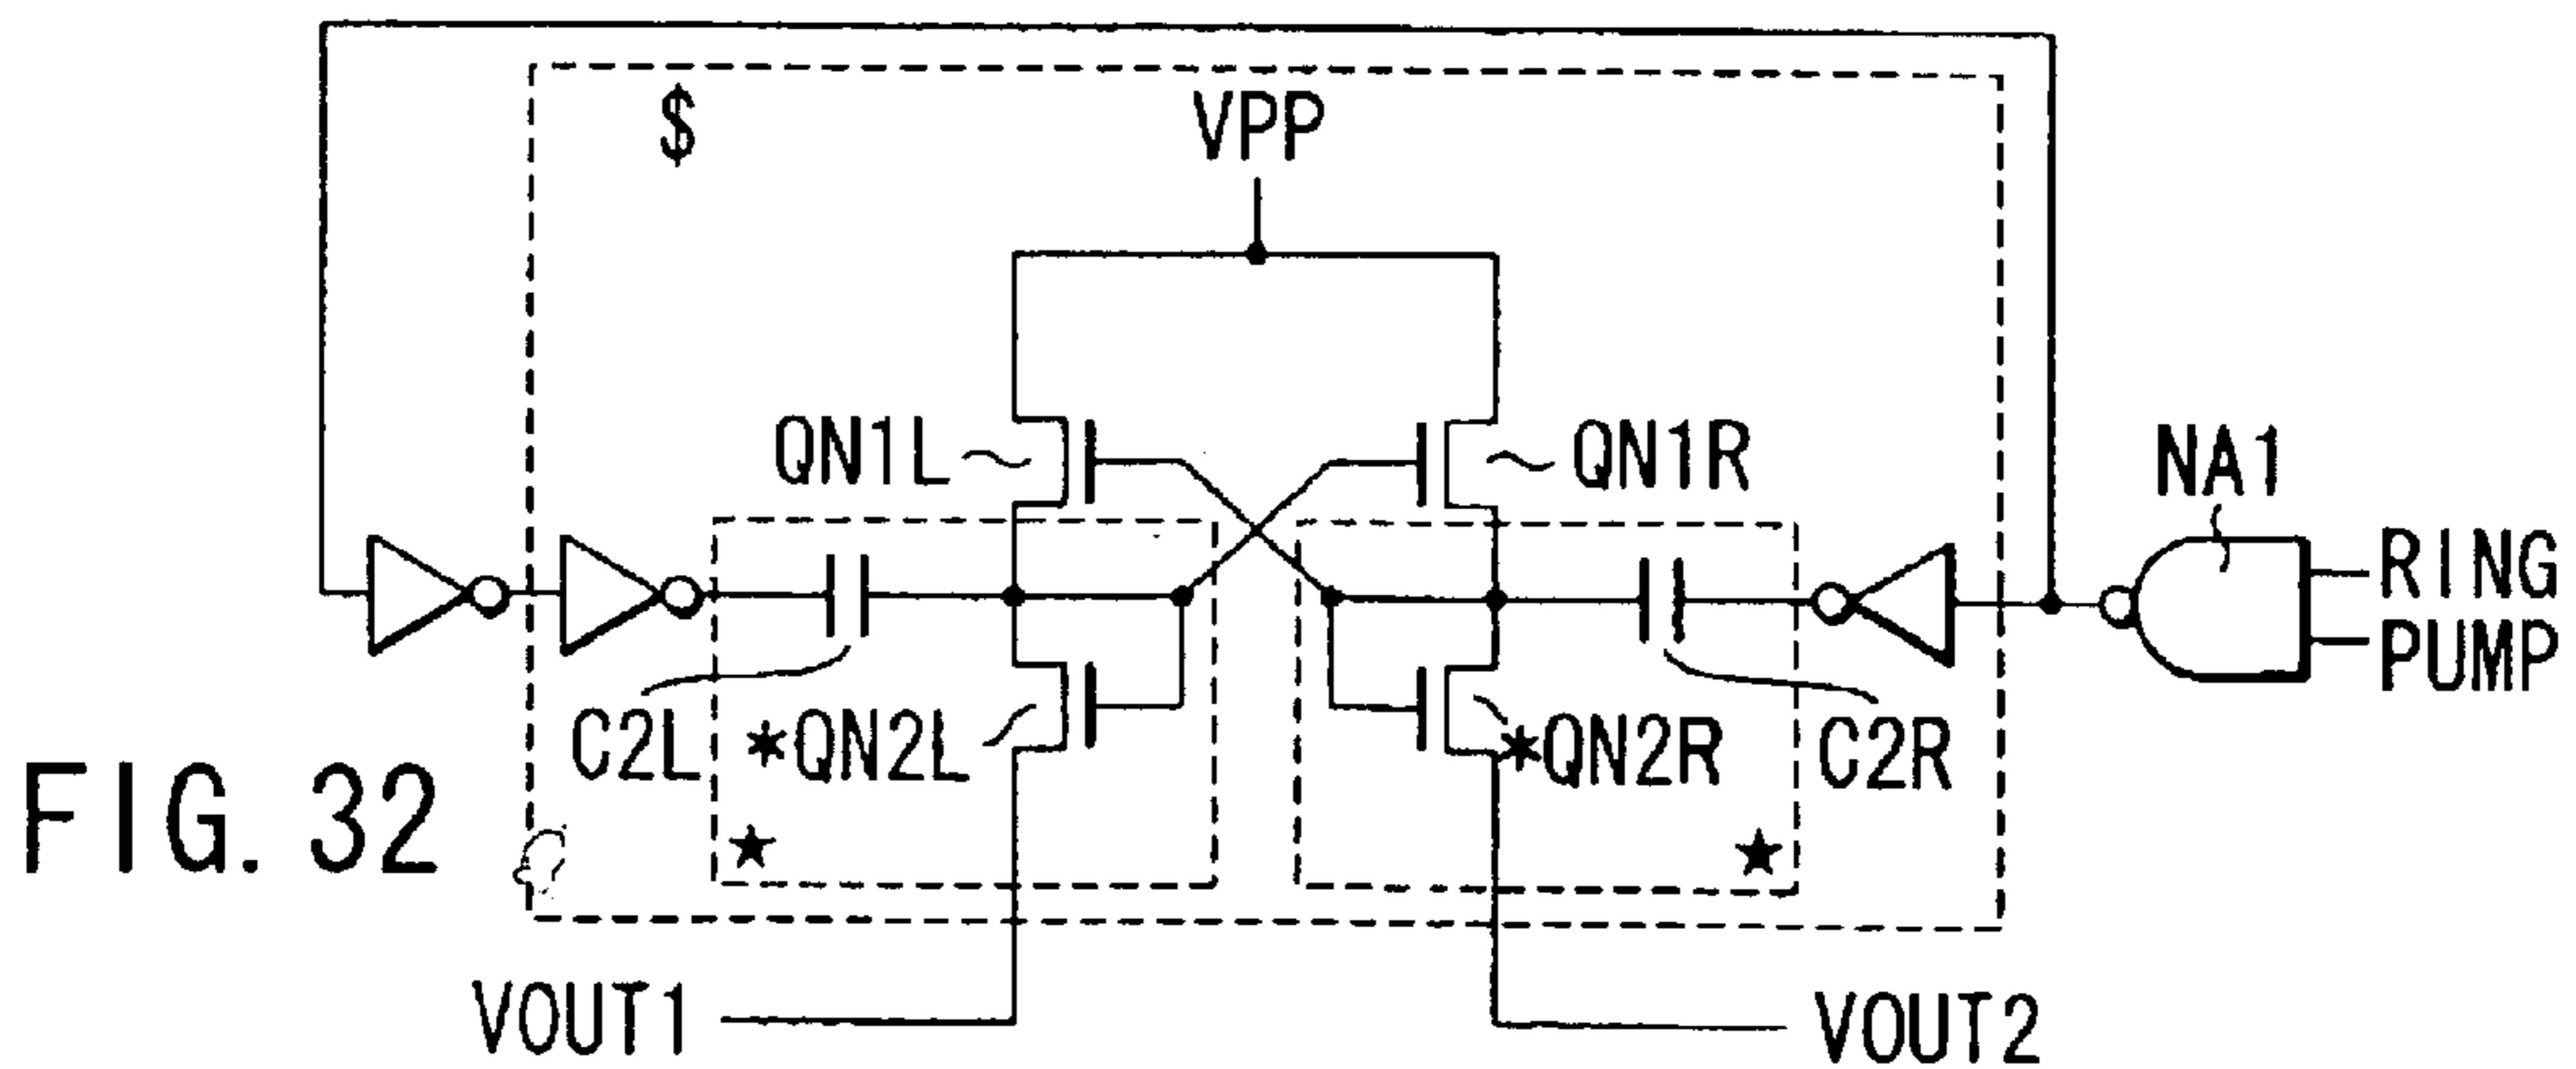 $
VPP
QN1L
QN1R
NA1
RING
PUMP
C2L
*QN2L
*QN2R
C2R
★
★
FIG. 32
VOUT1
VOUT2